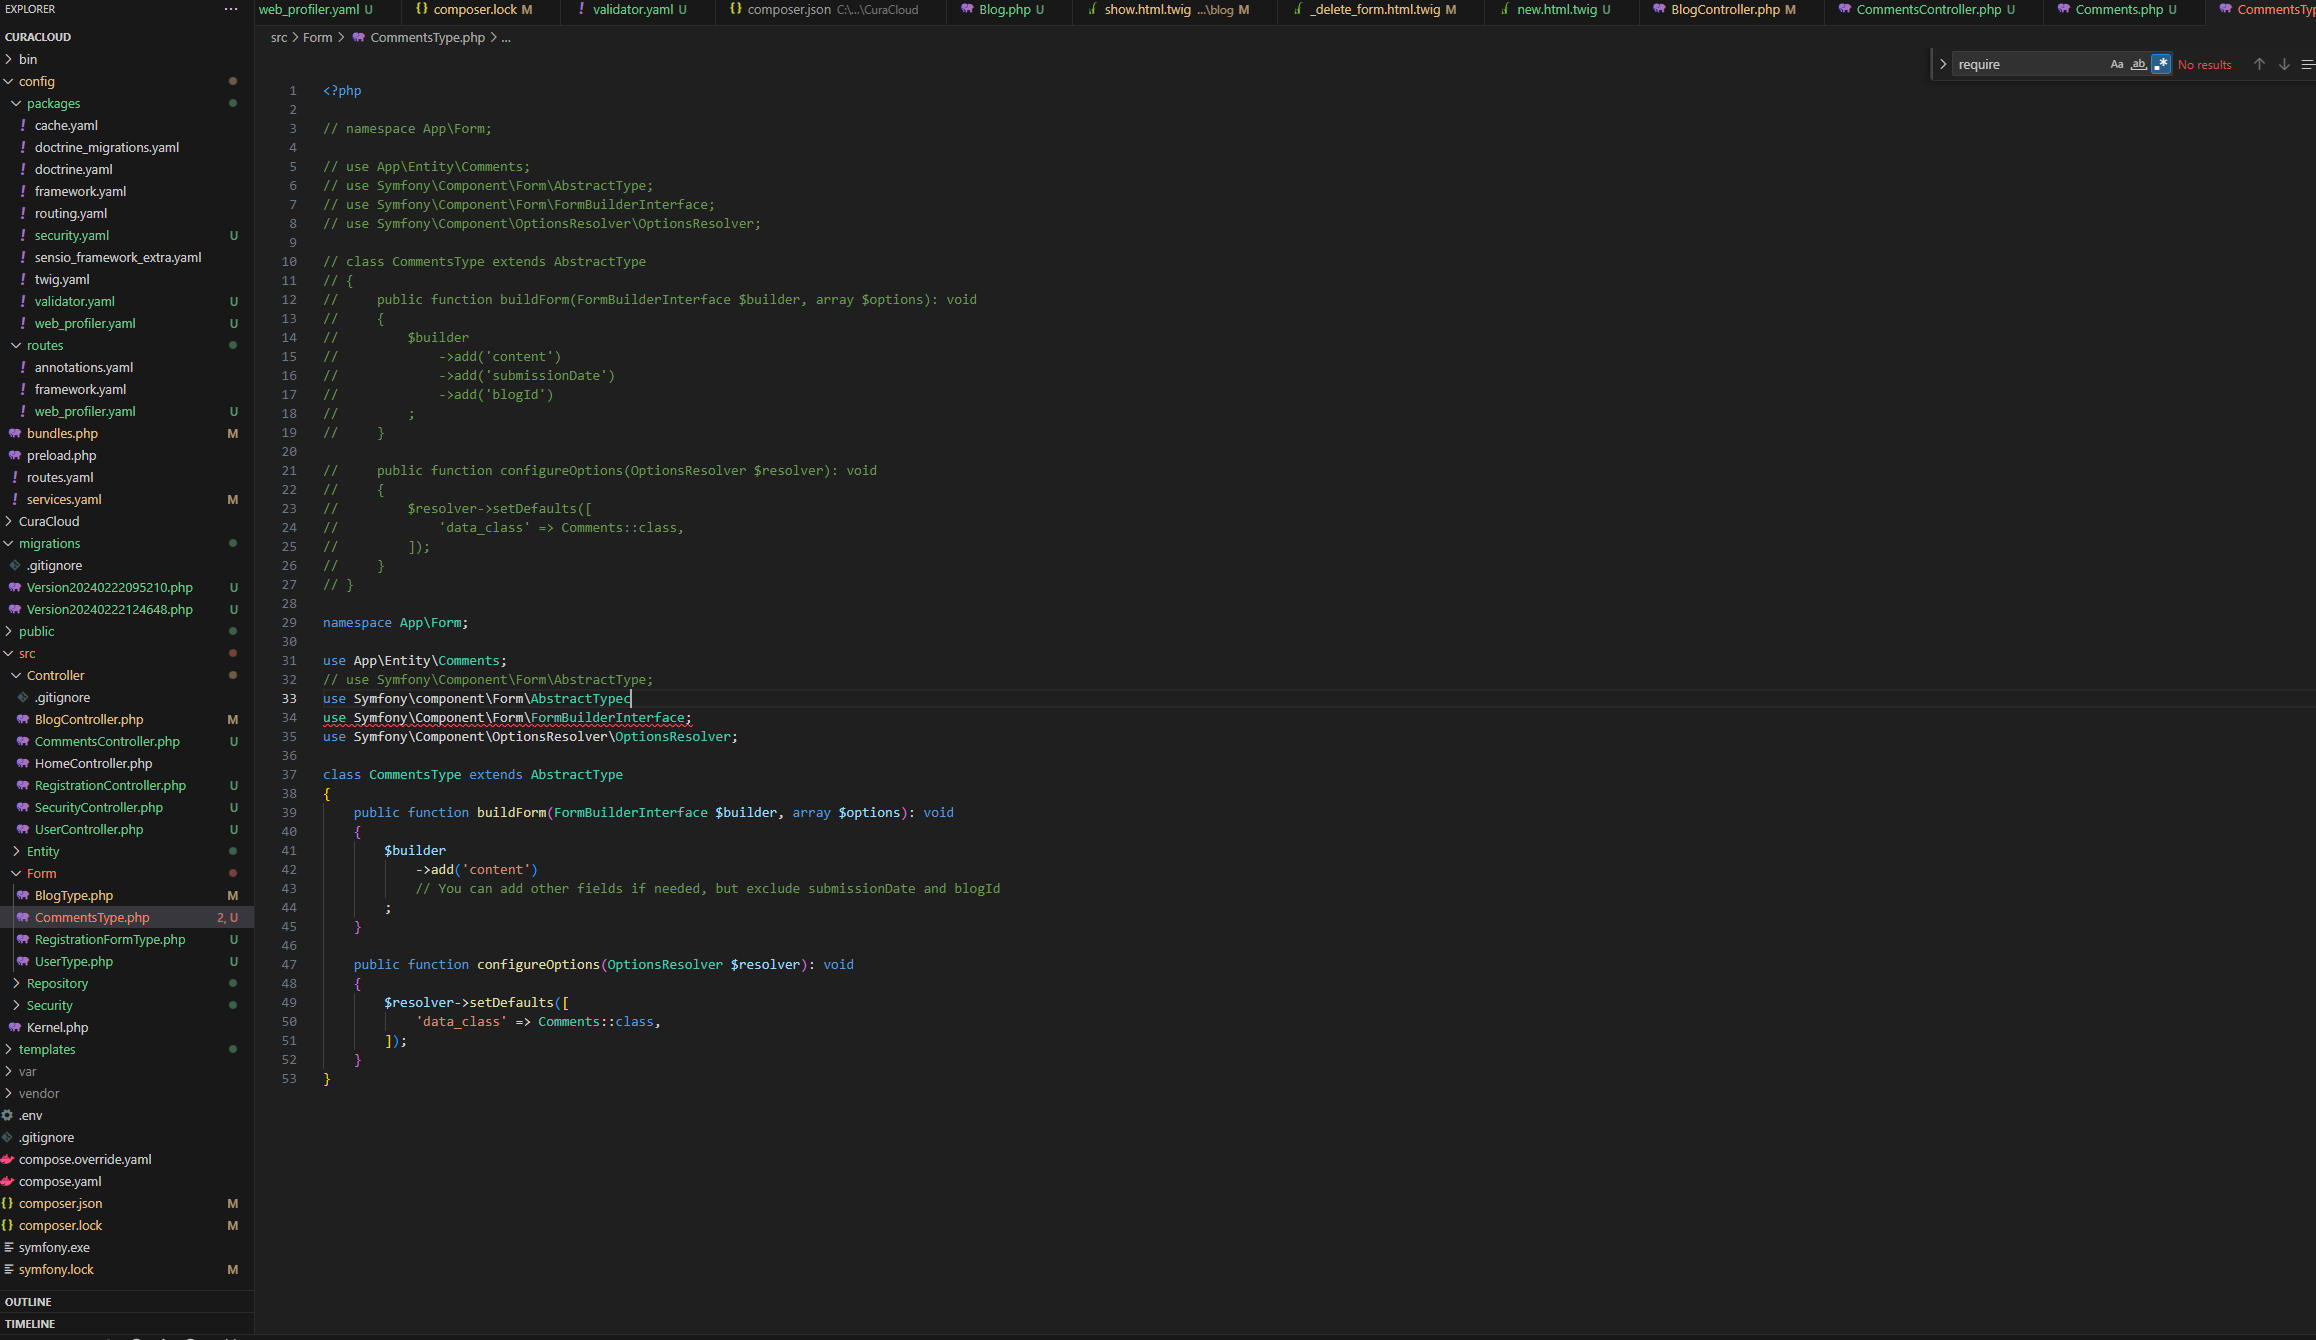 EXPLORER
CURACLOUD
bin
config
packages
cache.yaml
doctrine_migrations.yaml
doctrine.yaml
framework.yaml
routing.yaml
security.yaml U
sensio_framework_extra.yaml
twig.yaml
validator.yaml U
web_profiler.yaml U
routes
annotations.yaml
framework.yaml
web_profiler.yaml U
bundles.php M
preload.php
routes.yaml
services.yaml M
CuraCloud
migrations
.gitignore
Version20240222095210.php U
Version20240222124648.php U
public
src
Controller
.gitignore
BlogController.php M
CommentsController.php U
HomeController.php
RegistrationController.php U
SecurityController.php U
UserController.php U
Entity
Form
BlogType.php M
CommentsType.php 2, U
RegistrationFormType.php U
UserType.php U
Repository
Security
Kernel.php
templates
var
vendor
.env
.gitignore
compose.override.yaml
compose.yaml
composer.json M
composer.lock M
symfony.exe
symfony.lock M
OUTLINE
TIMELINE
web_profiler.yaml U {} composer.lock M ! validator.yaml U {} composer.json C:\...\CuraCloud Blog.php U show.html.twig ...\blog M _delete_form.html.twig M new.html.twig U BlogController.php M CommentsController.php U Comments.php U CommentsTyp
src > Form > CommentsType.php > ...
require Aa ab .* No results
1 <?php
2
3 // namespace App\Form;
4
5 // use App\Entity\Comments;
6 // use Symfony\Component\Form\AbstractType;
7 // use Symfony\Component\Form\FormBuilderInterface;
8 // use Symfony\Component\OptionsResolver\OptionsResolver;
9
10 // class CommentsType extends AbstractType
11 // {
12 //     public function buildForm(FormBuilderInterface $builder, array $options): void
13 //     {
14 //         $builder
15 //             ->add('content')
16 //             ->add('submissionDate')
17 //             ->add('blogId')
18 //         ;
19 //     }
20
21 //     public function configureOptions(OptionsResolver $resolver): void
22 //     {
23 //         $resolver->setDefaults([
24 //             'data_class' => Comments::class,
25 //         ]);
26 //     }
27 // }
28
29 namespace App\Form;
30
31 use App\Entity\Comments;
32 // use Symfony\Component\Form\AbstractType;
33 use Symfony\component\Form\AbstractTypec
34 use Symfony\Component\Form\FormBuilderInterface;
35 use Symfony\Component\OptionsResolver\OptionsResolver;
36
37 class CommentsType extends AbstractType
38 {
39     public function buildForm(FormBuilderInterface $builder, array $options): void
40     {
41         $builder
42             ->add('content')
43             // You can add other fields if needed, but exclude submissionDate and blogId
44         ;
45     }
46
47     public function configureOptions(OptionsResolver $resolver): void
48     {
49         $resolver->setDefaults([
50             'data_class' => Comments::class,
51         ]);
52     }
53 }